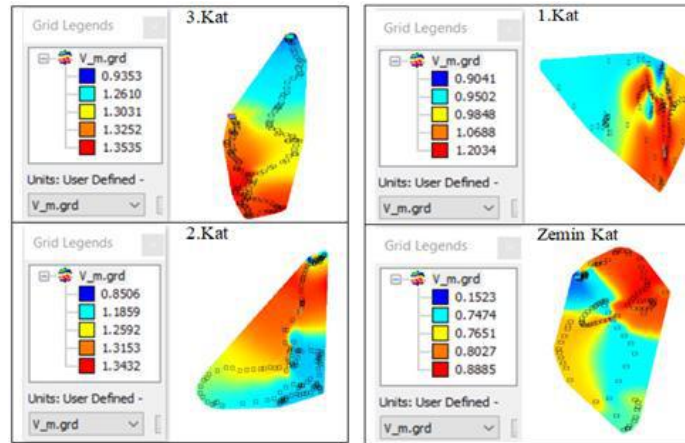 3.Kat
Grid Legends
V_m.grd
0.9353
1.2610
1.3031
1.3252
1.3535
Units: User Defined -
V_m.grd
1.Kat
Grid Legends
V_m.grd
0.9041
0.9502
0.9848
1.0688
1.2034
Units: User Defined -
V_m.grd
2.Kat
Grid Legends
V_m.grd
0.8506
1.1859
1.2592
1.3153
1.3432
Units: User Defined -
V_m.grd
Zemin Kat
Grid Legends
V_m.grd
0.1523
0.7474
0.7651
0.8027
0.8885
Units: User Defined -
V_m.grd